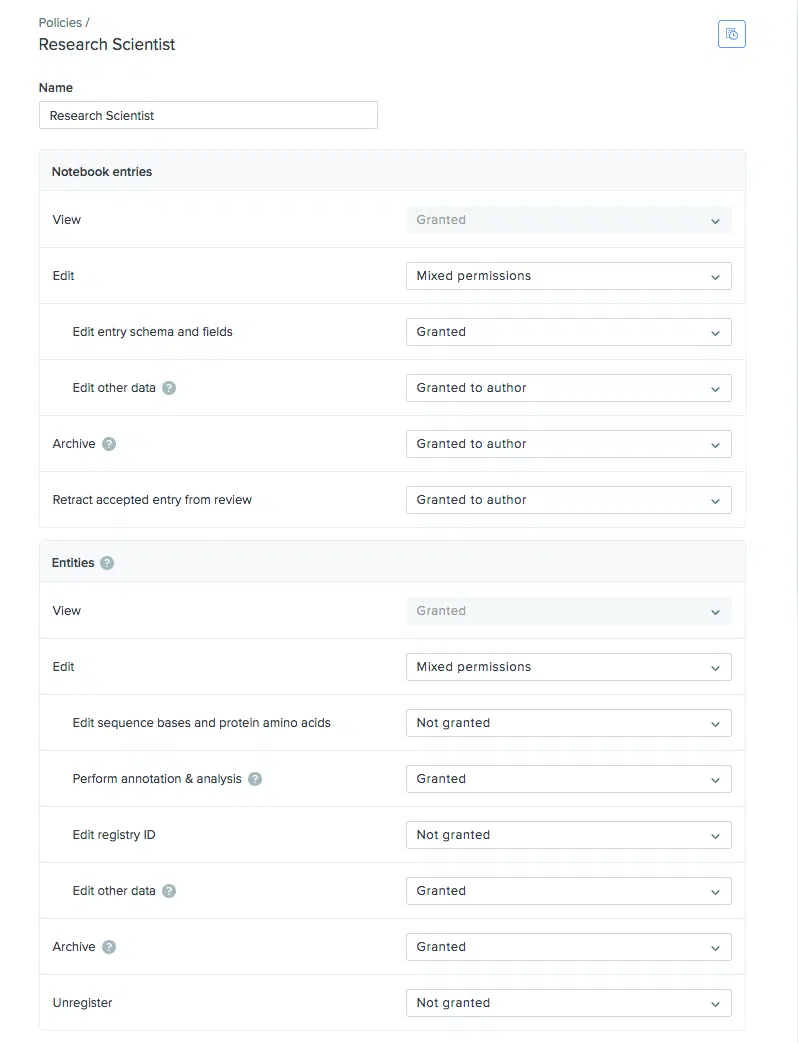 Policies /
Research Scientist
Name
Research Scientist
Notebook entries
View Granted
Edit Mixed permissions
Edit entry schema and fields Granted
Edit other data ? Granted to author
Archive ? Granted to author
Retract accepted entry from review Granted to author
Entities ?
View Granted
Edit Mixed permissions
Edit sequence bases and protein amino acids Not granted
Perform annotation & analysis ? Granted
Edit registry ID Not granted
Edit other data ? Granted
Archive ? Granted
Unregister Not granted